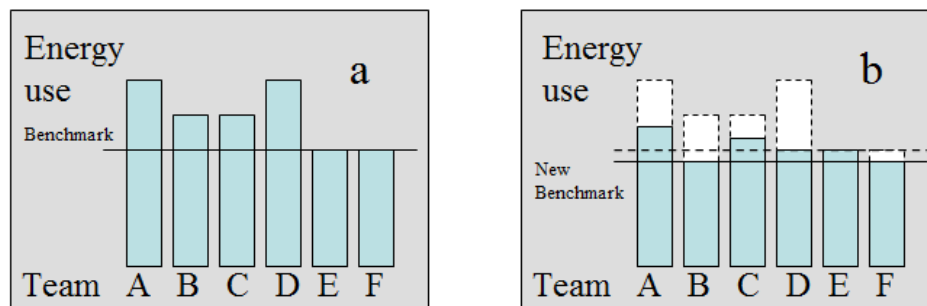 Energy
use
a
Benchmark
Team A B C D E F
Energy
use
b
New
Benchmark
Team A B C D E F